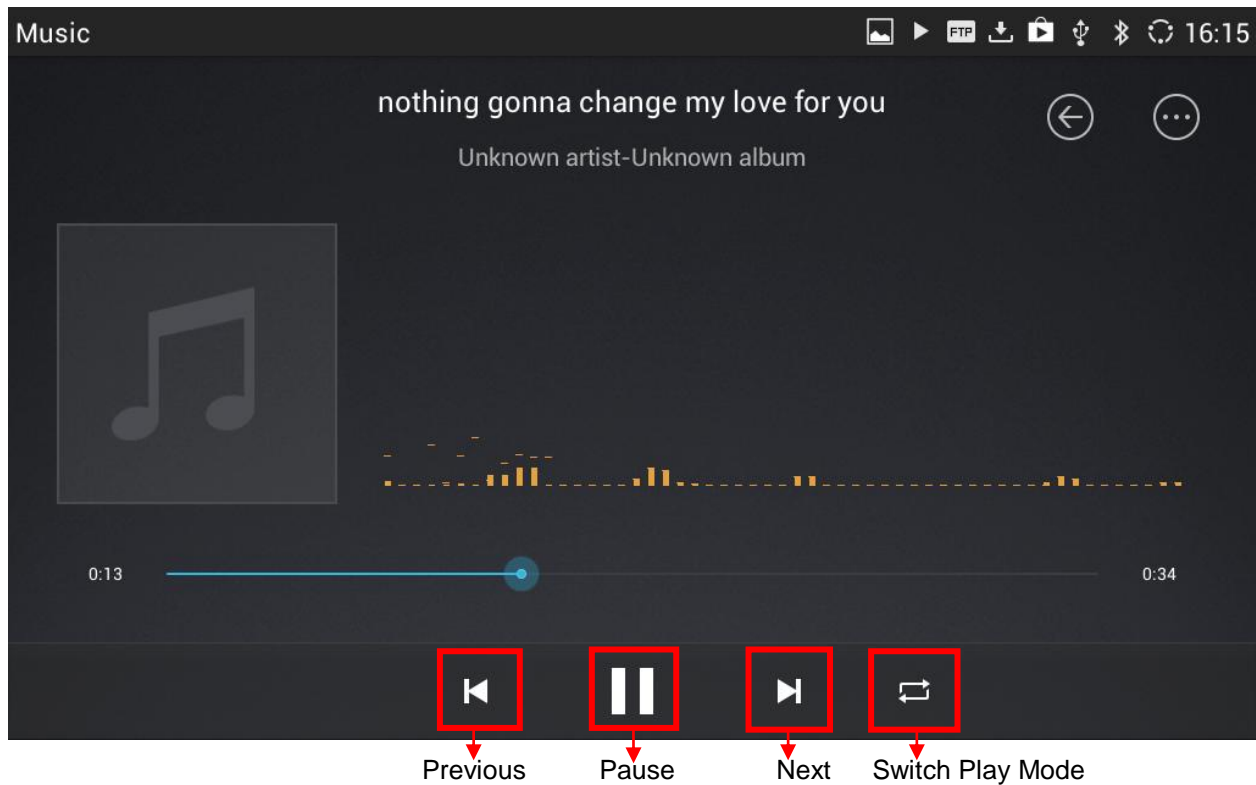 Music FTP 16:15
nothing gonna change my love for you
Unknown artist-Unknown album
0:13 0:34
Previous Pause Next Switch Play Mode